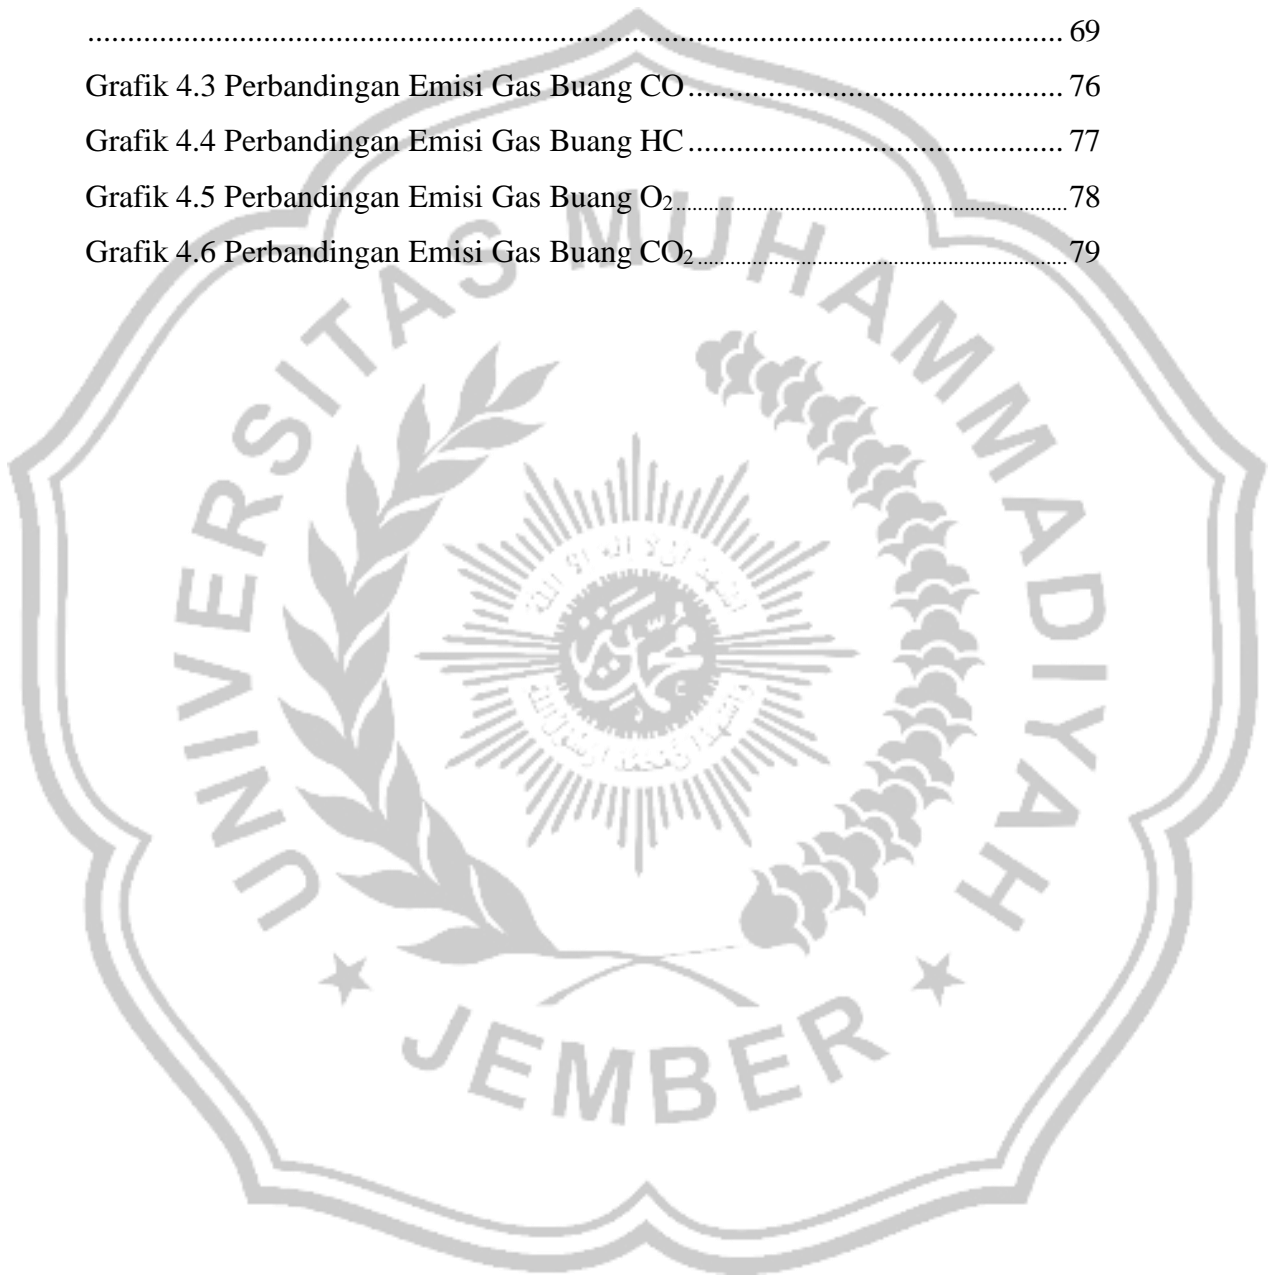 69
Grafik 4.3 Perbandingan Emisi Gas Buang CO 76
Grafik 4.4 Perbandingan Emisi Gas Buang HC 77
Grafik 4.5 Perbandingan Emisi Gas Buang O₂ 78
Grafik 4.6 Perbandingan Emisi Gas Buang CO₂ 79
UNIVERSITAS MUHAMMADIYAH
JEMBER